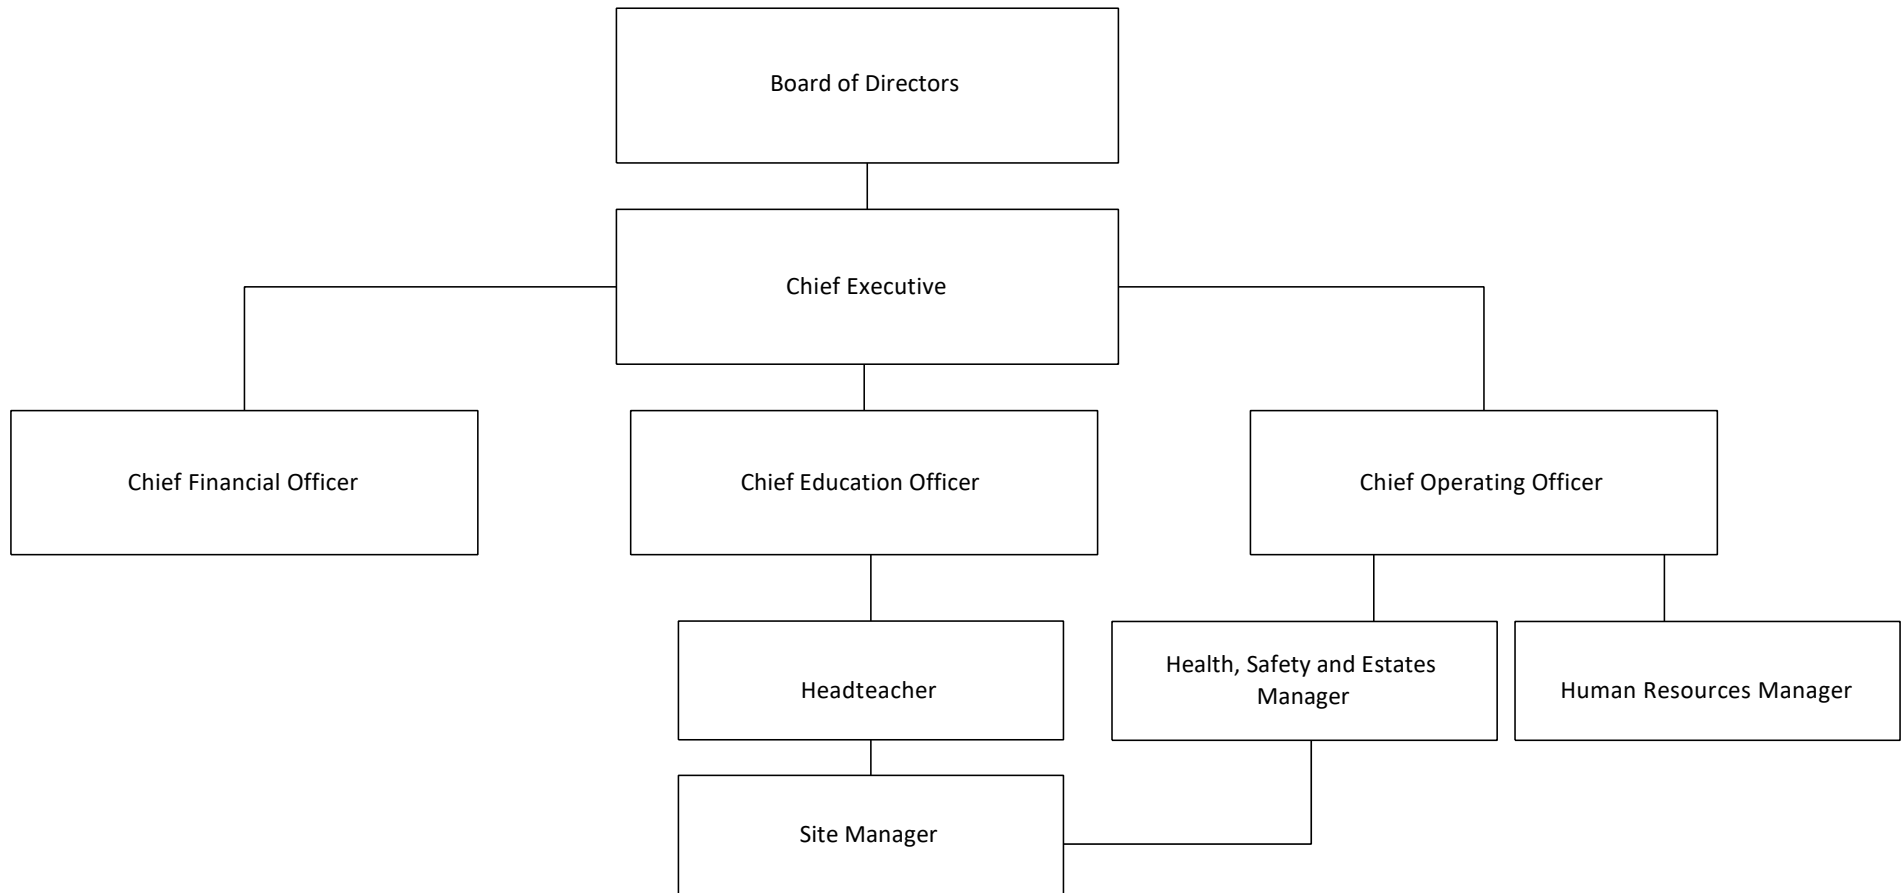 Board of Directors
Chief Executive
Chief Financial Officer
Chief Education Officer
Chief Operating Officer
Headteacher
Health, Safety and Estates
Manager
Human Resources Manager
Site Manager